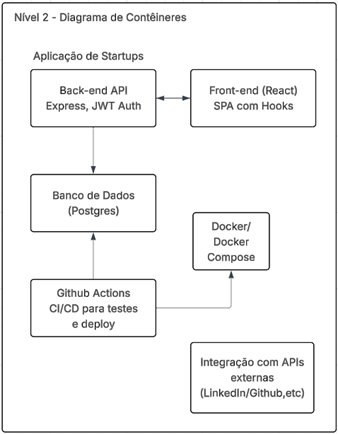 Nível 2 - Diagrama de Contêineres
Aplicação de Startups
Back-end API
Express, JWT Auth
Front-end (React)
SPA com Hooks
Banco de Dados
(Postgres)
Docker/
Docker
Compose
Github Actions
CI/CD para testes
e deploy
Integração com APIs
externas
(LinkedIn/Github,etc)